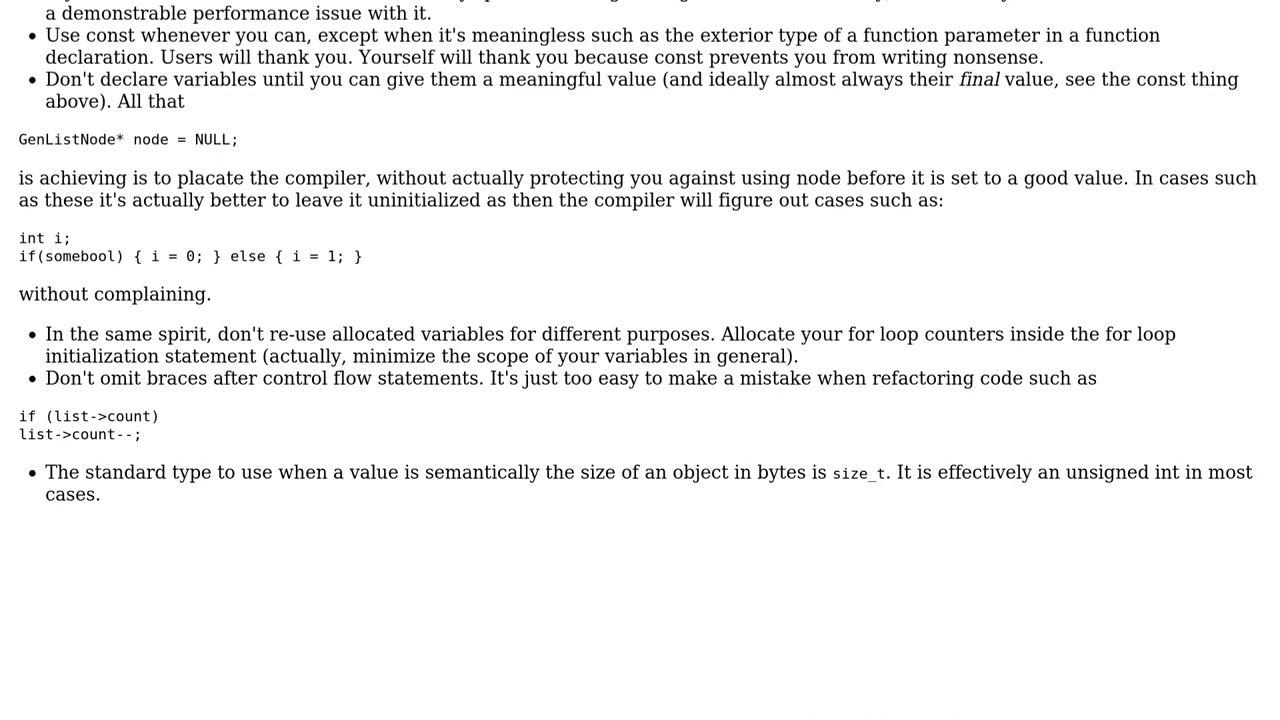 a demonstrable performance issue with it.
• Use const whenever you can, except when it's meaningless such as the exterior type of a function parameter in a function
declaration. Users will thank you. Yourself will thank you because const prevents you from writing nonsense.
• Don't declare variables until you can give them a meaningful value (and ideally almost always their final value, see the const thing
above). All that
GenListNode* node = NULL;
is achieving is to placate the compiler, without actually protecting you against using node before it is set to a good value. In cases such
as these it's actually better to leave it uninitialized as then the compiler will figure out cases such as:
int i;
if(somebool) { i = 0; } else { i = 1; }
without complaining.
• In the same spirit, don't re-use allocated variables for different purposes. Allocate your for loop counters inside the for loop
initialization statement (actually, minimize the scope of your variables in general).
• Don't omit braces after control flow statements. It's just too easy to make a mistake when refactoring code such as
if (list->count)
list->count--;
• The standard type to use when a value is semantically the size of an object in bytes is size_t. It is effectively an unsigned int in most
cases.